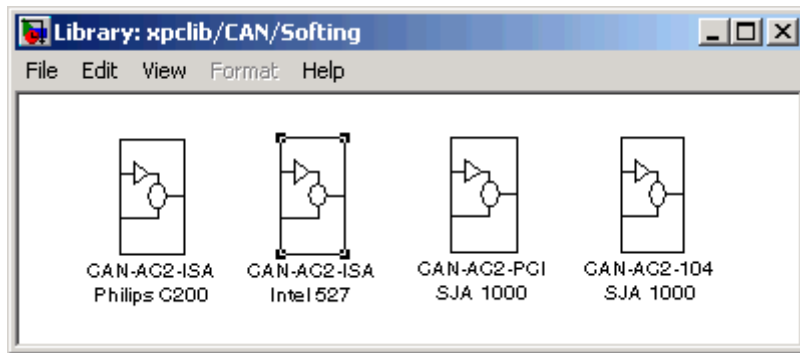 Library: xpclib/CAN/Softing
File Edit View Format Help
CAN-AC2-ISA
Philips C200
CAN-AC2-ISA
Intel 527
CAN-AC2-PCI
SJA 1000
CAN-AC2-104
SJA 1000